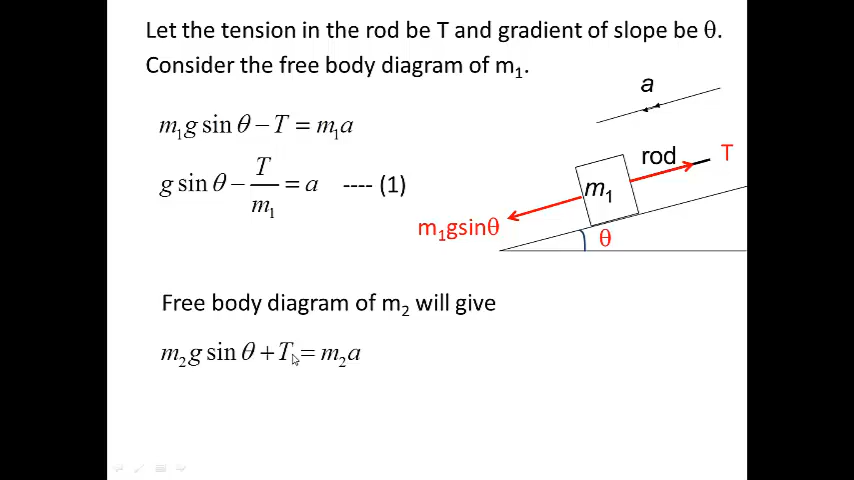 Let the tension in the rod be T and gradient of slope be θ.
Consider the free body diagram of m₁.
a
m₁g sin θ − T = m₁a
rod
T
g sin θ − T/m₁ = a ---- (1)
m₁
m₁gsinθ
θ
Free body diagram of m₂ will give
m₂g sin θ + T = m₂a